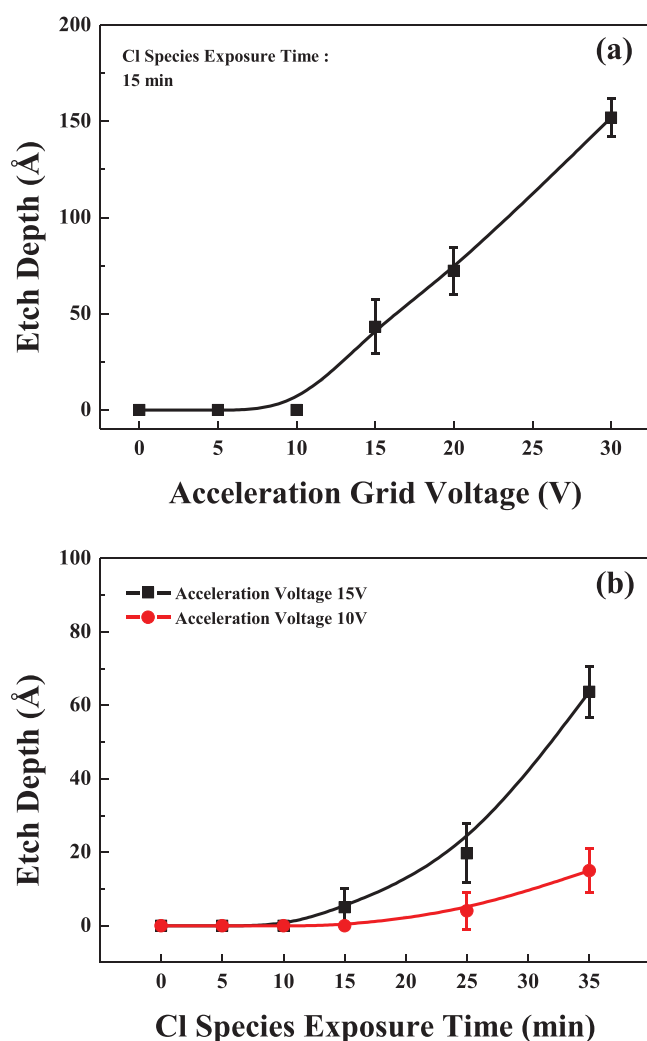 200
150
100
50
0
Etch Depth (Å)
Cl Species Exposure Time :
15 min
(a)
0 5 10 15 20 25 30
Acceleration Grid Voltage (V)
100
80
60
40
20
0
Etch Depth (Å)
Acceleration Voltage 15V
Acceleration Voltage 10V
(b)
0 5 10 15 20 25 30 35
Cl Species Exposure Time (min)